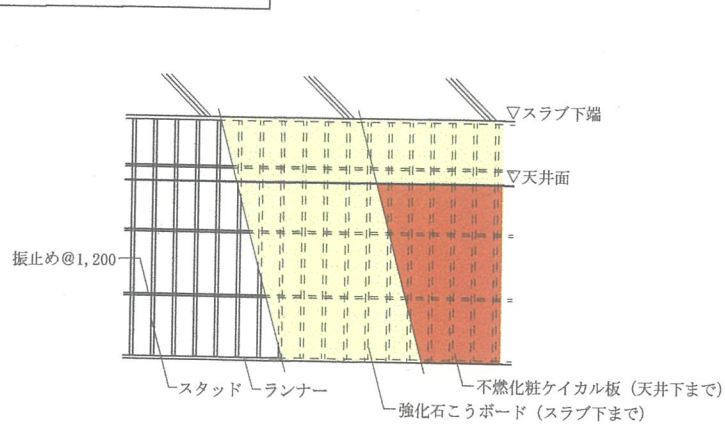 ▽スラブ下端
▽天井面
振止め@1,200
スタッド
ランナー
不燃化粧ケイカル板（天井下まで）
強化石こうボード（スラブ下まで）